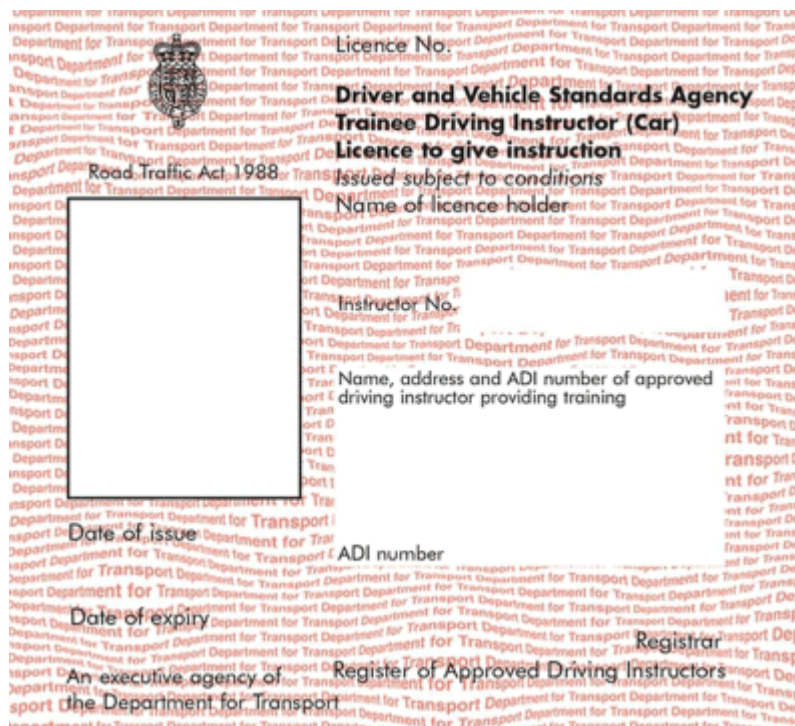 Licence No.
Driver and Vehicle Standards Agency
Trainee Driving Instructor (Car)
Licence to give instruction
Issued subject to conditions
Name of licence holder
Road Traffic Act 1988
Instructor No.
Name, address and ADI number of approved
driving instructor providing training
ADI number
Date of issue
Date of expiry
Registrar
Register of Approved Driving Instructors
An executive agency of
the Department for Transport
Department for Transport